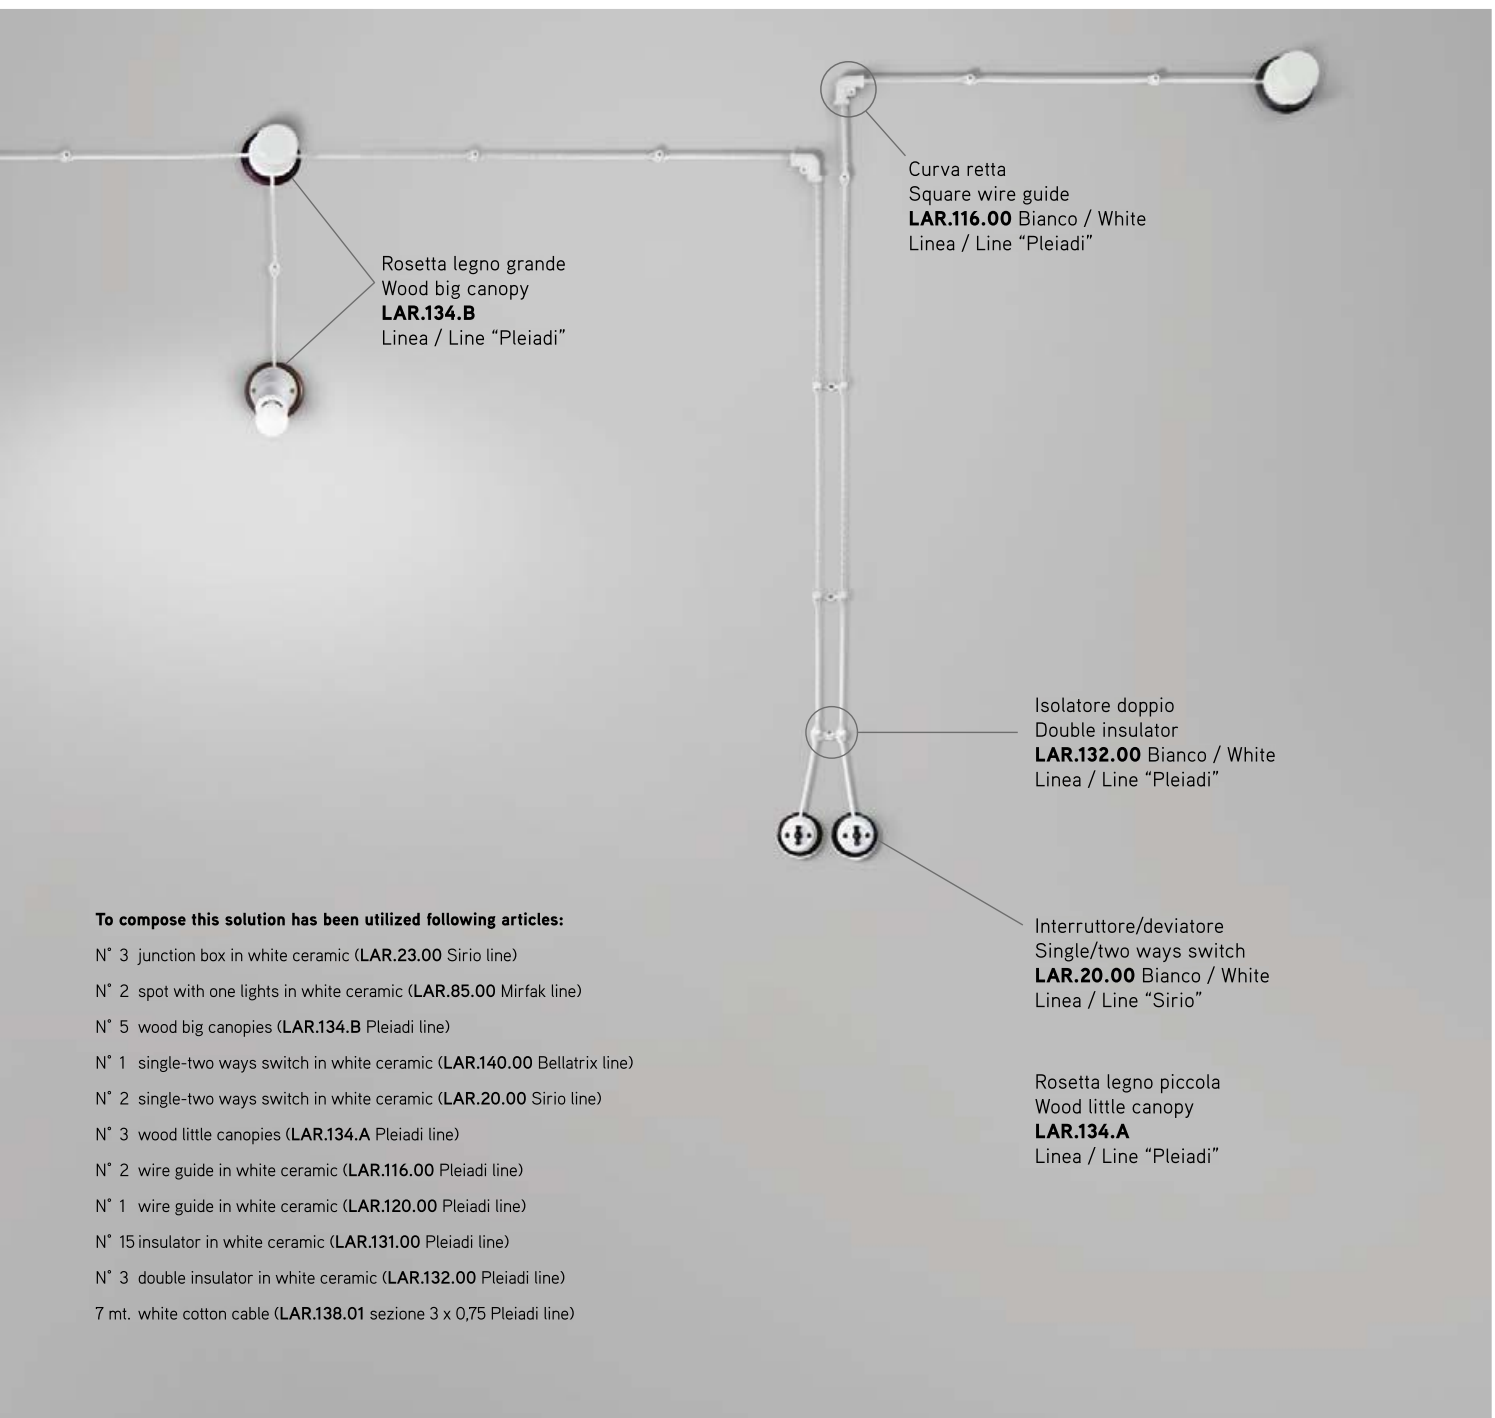 Curva retta
Square wire guide
LAR.116.00 Bianco / White
Linea / Line “Pleiadi”
Rosetta legno grande
Wood big canopy
LAR.134.B
Linea / Line “Pleiadi”
Isolatore doppio
Double insulator
LAR.132.00 Bianco / White
Linea / Line “Pleiadi”
Interruttore/deviatore
Single/two ways switch
LAR.20.00 Bianco / White
Linea / Line “Sirio”
Rosetta legno piccola
Wood little canopy
LAR.134.A
Linea / Line “Pleiadi”
To compose this solution has been utilized following articles:
N° 3 junction box in white ceramic (LAR.23.00 Sirio line)
N° 2 spot with one lights in white ceramic (LAR.85.00 Mirfak line)
N° 5 wood big canopies (LAR.134.B Pleiadi line)
N° 1 single-two ways switch in white ceramic (LAR.140.00 Bellatrix line)
N° 2 single-two ways switch in white ceramic (LAR.20.00 Sirio line)
N° 3 wood little canopies (LAR.134.A Pleiadi line)
N° 2 wire guide in white ceramic (LAR.116.00 Pleiadi line)
N° 1 wire guide in white ceramic (LAR.120.00 Pleiadi line)
N° 15 insulator in white ceramic (LAR.131.00 Pleiadi line)
N° 3 double insulator in white ceramic (LAR.132.00 Pleiadi line)
7 mt. white cotton cable (LAR.138.01 sezione 3 x 0,75 Pleiadi line)